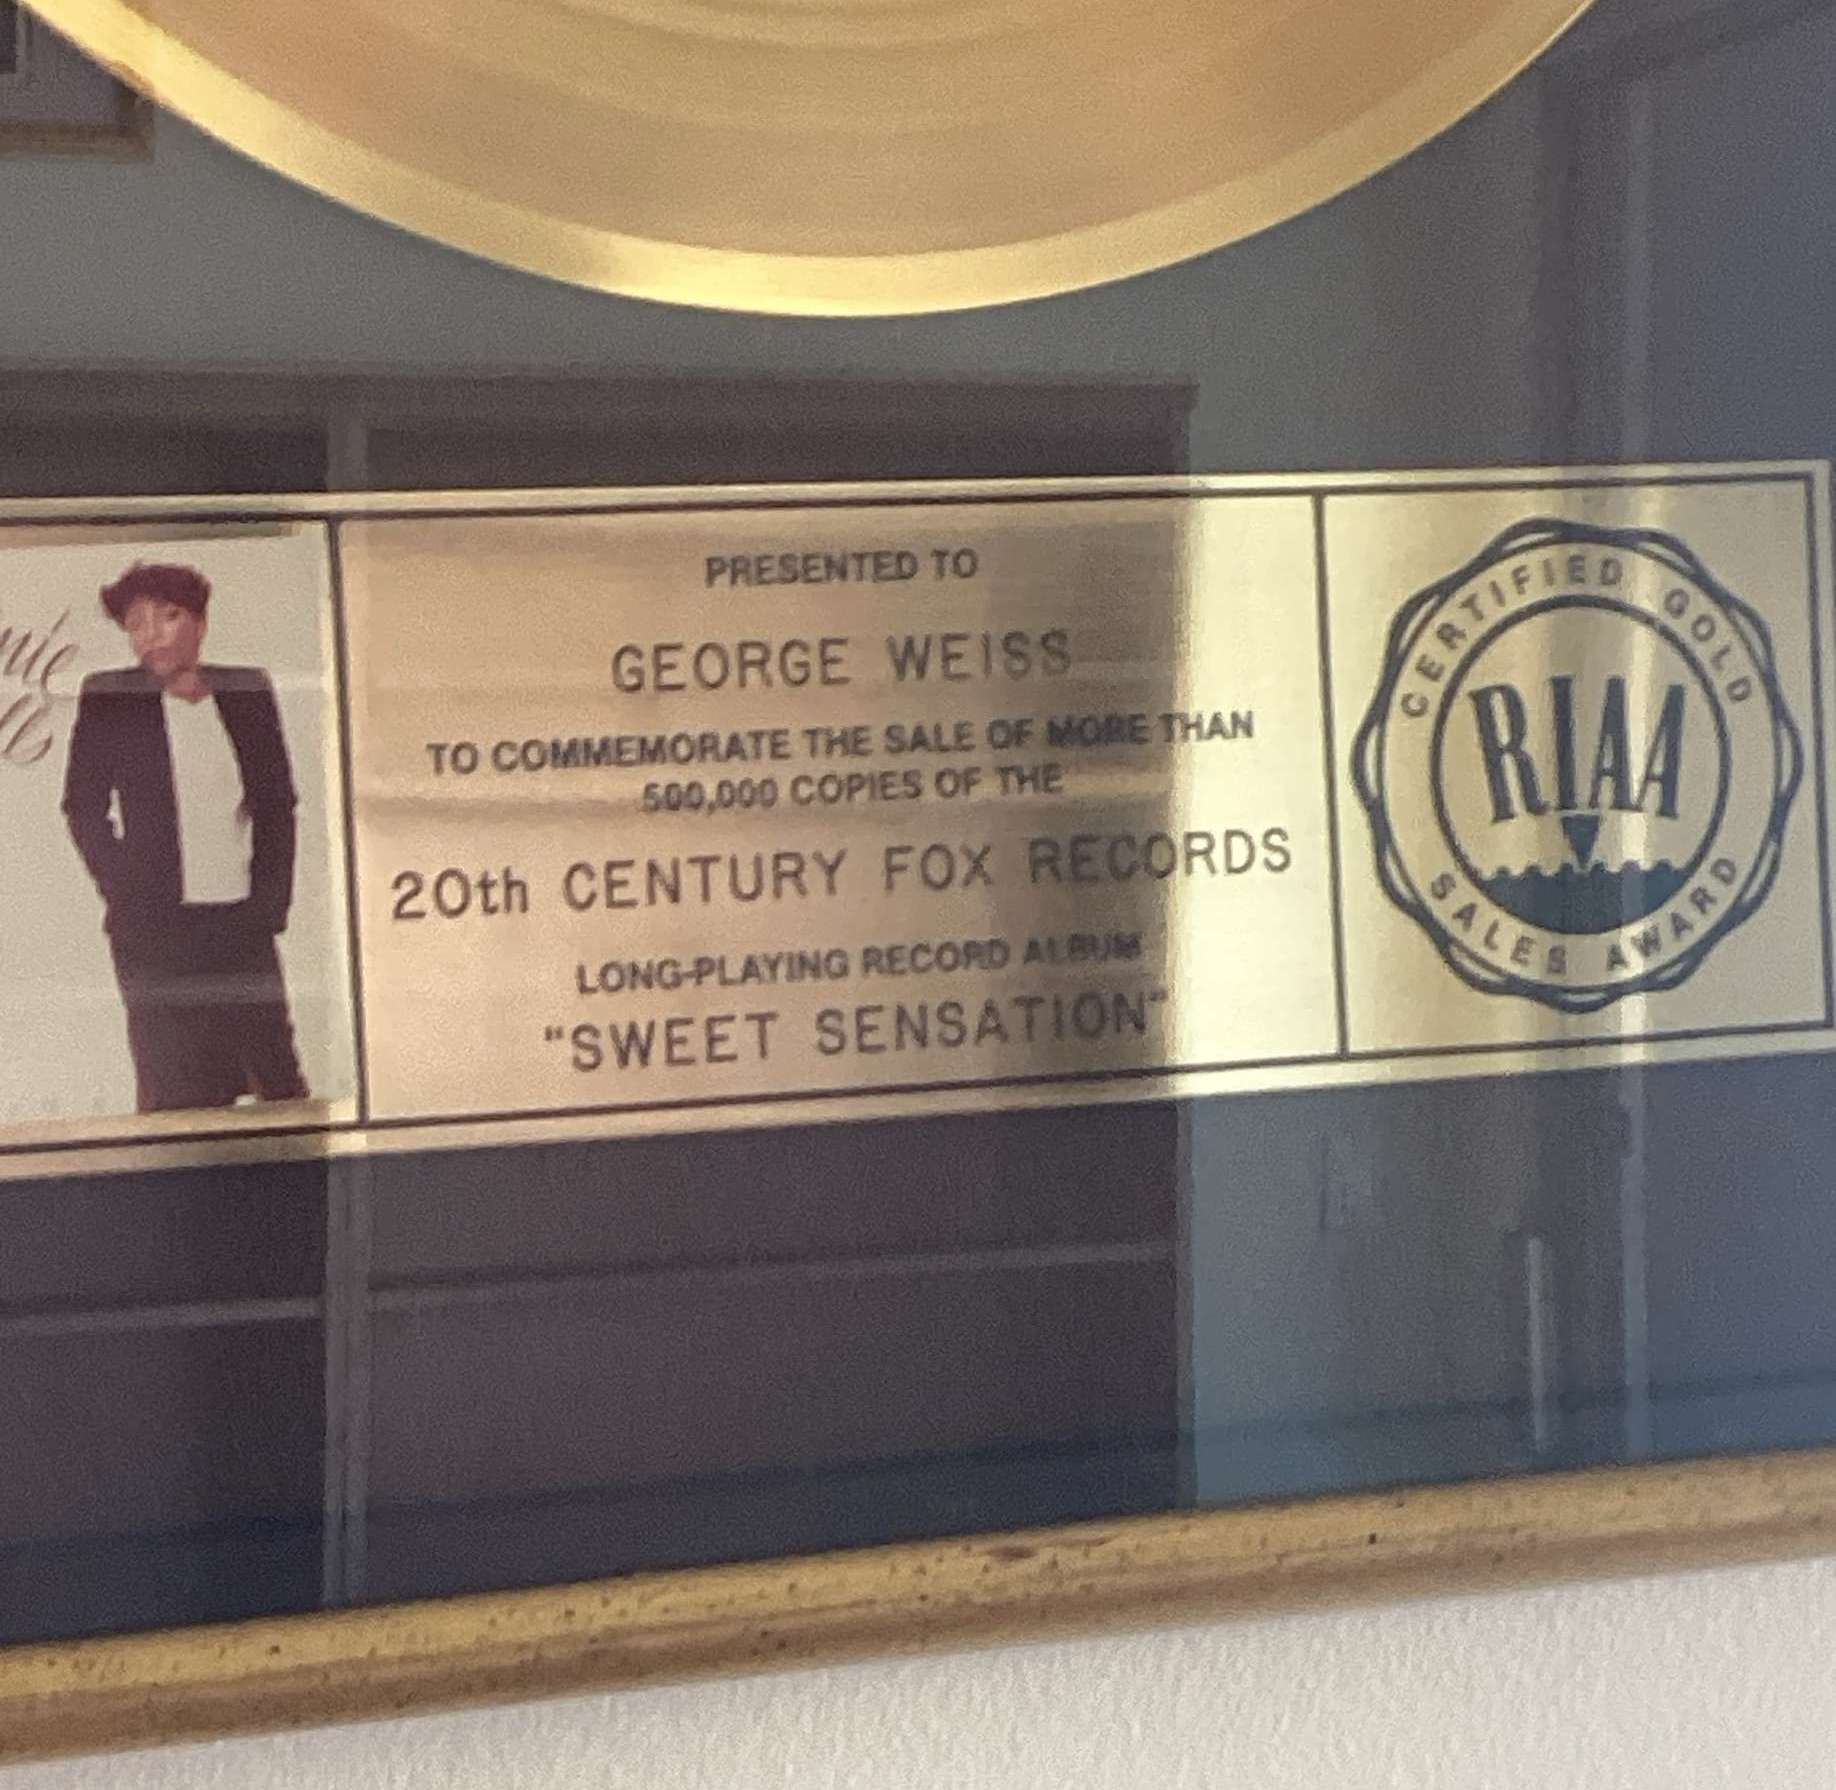 PRESENTED TO
GEORGE WEISS
TO COMMEMORATE THE SALE OF MORE THAN
500,000 COPIES OF THE
20th CENTURY FOX RECORDS
LONG-PLAYING RECORD ALBUM
"SWEET SENSATION"
CERTIFIED GOLD
RIAA
SALES AWARD